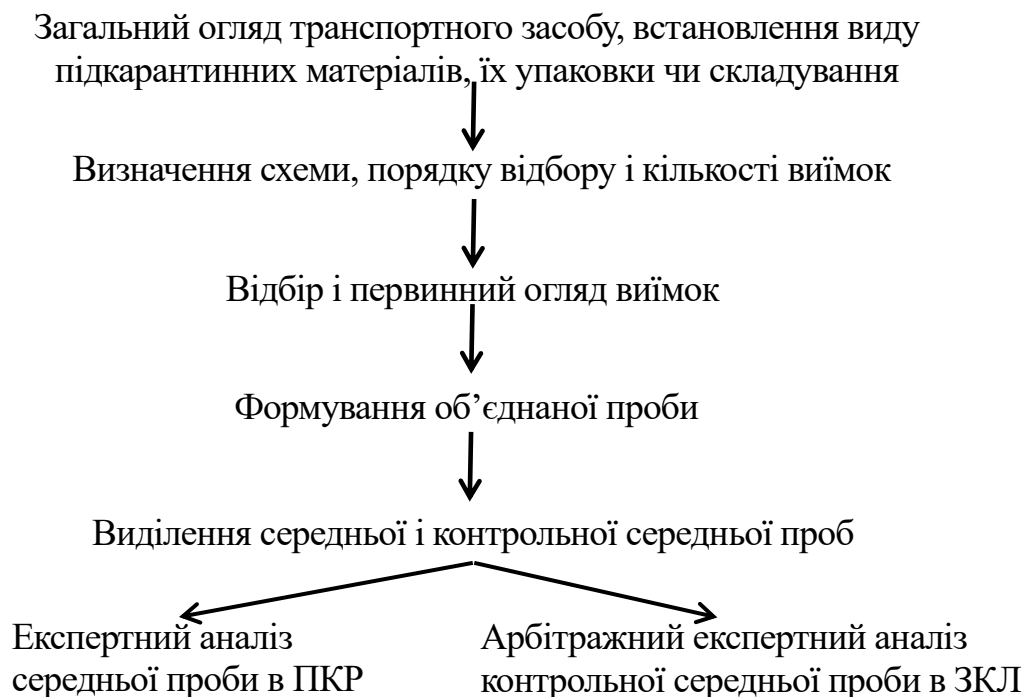 Загальний огляд транспортного засобу, встановлення виду
підкарантинних матеріалів, їх упаковки чи складування
Визначення схеми, порядку відбору і кількості виїмок
Відбір і первинний огляд виїмок
Формування об’єднаної проби
Виділення середньої і контрольної середньої проб
Експертний аналіз
середньої проби в ПКР
Арбітражний експертний аналіз
контрольної середньої проби в ЗКЛ